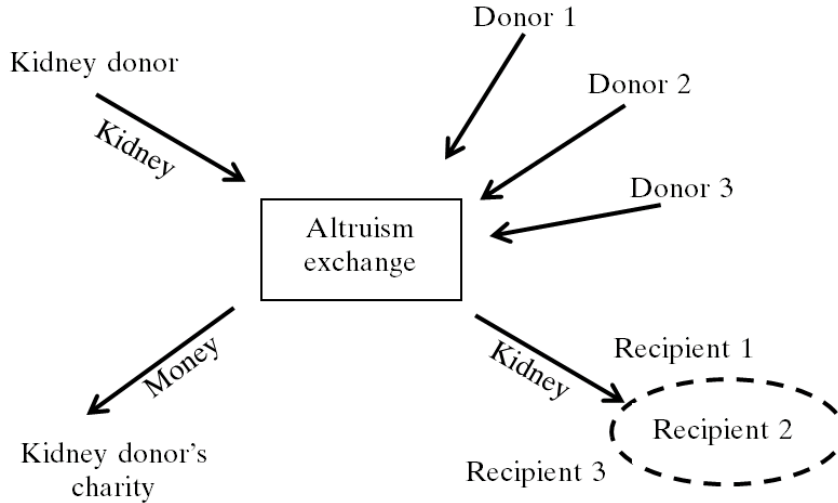 Donor 1
Kidney donor
Donor 2
Kidney
Donor 3
Altruism
exchange
Money
Kidney
Recipient 1
Recipient 2
Kidney donor's
charity
Recipient 3